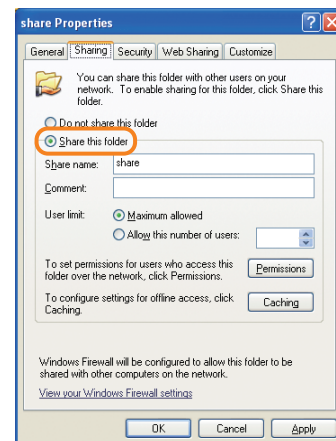 share Properties
General Sharing Security Web Sharing Customize
You can share this folder with other users on your
network. To enable sharing for this folder, click Share this
folder.
Do not share this folder
Share this folder
Share name: share
Comment:
User limit: Maximum allowed
Allow this number of users:
To set permissions for users who access this
folder over the network, click Permissions.
Permissions
To configure settings for offline access, click
Caching.
Caching
Windows Firewall will be configured to allow this folder to be
shared with other computers on the network.
View your Windows Firewall settings
OK Cancel Apply